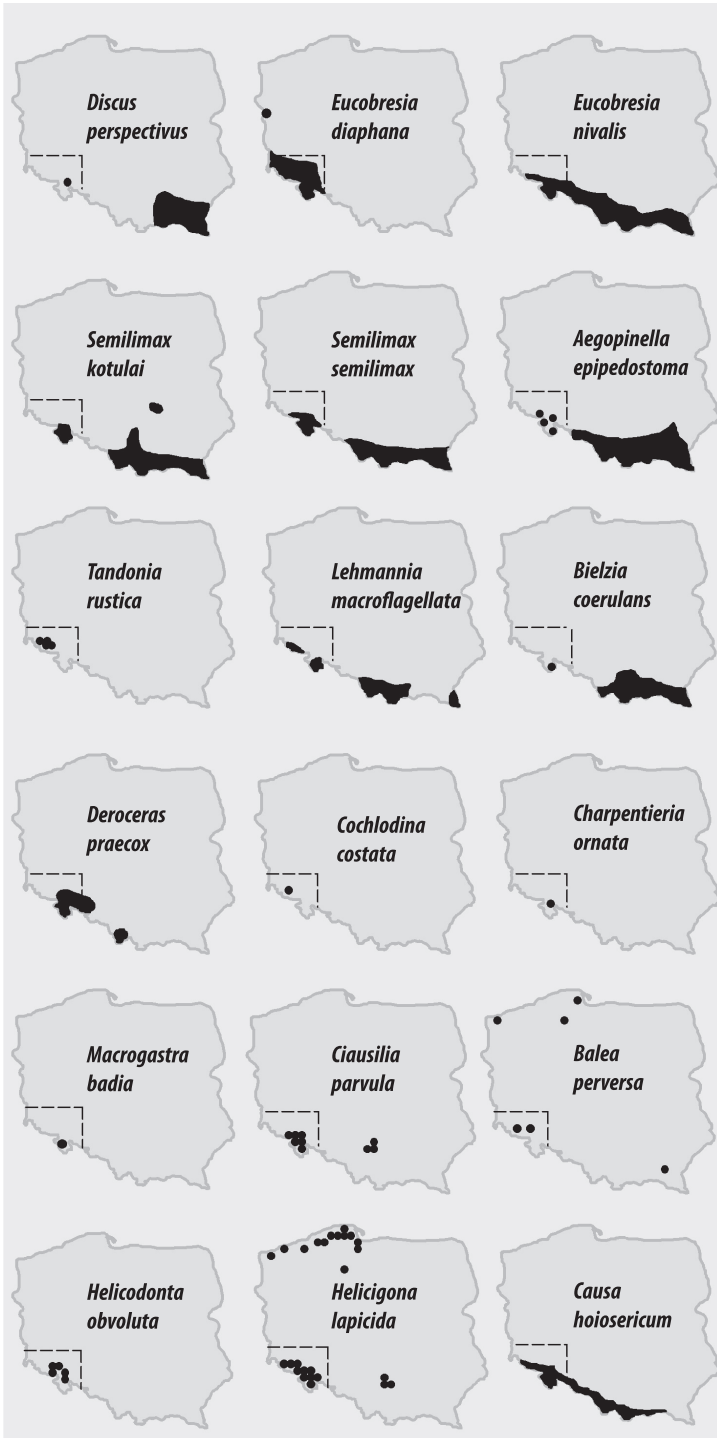 Discus
perspectivus
Eucobresia
diaphana
Eucobresia
nivalis
Semilimax
kotulai
Semilimax
semilimax
Aegopinella
epipedostoma
Tandonia
rustica
Lehmannia
macroflagellata
Bielzia
coerulans
Deroceras
praecox
Cochlodina
costata
Charpentieria
ornata
Macrogastra
badia
Ciausilia
parvula
Balea
perversa
Helicodonta
obvoluta
Helicigona
lapicida
Causa
hoiosericum